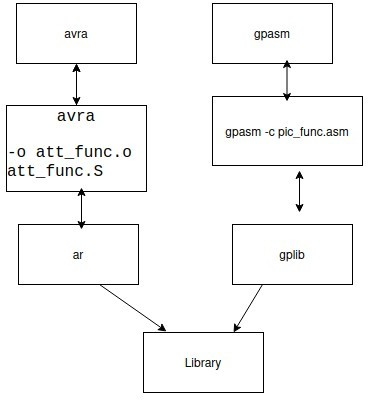 avra
gpasm
avra
-o att_func.o
att_func.S
gpasm -c pic_func.asm
ar
gplib
Library